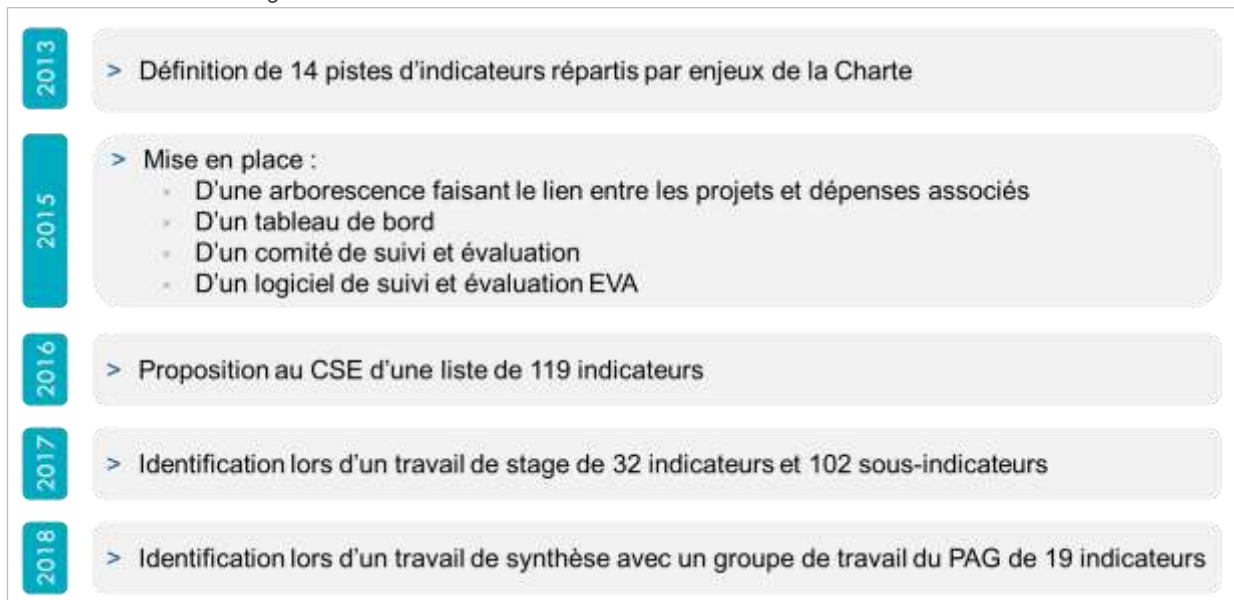 2013
> Définition de 14 pistes d'indicateurs répartis par enjeux de la Charte
2015
> Mise en place :
- D'une arborescence faisant le lien entre les projets et dépenses associés
- D'un tableau de bord
- D'un comité de suivi et évaluation
- D'un logiciel de suivi et évaluation EVA
2016
> Proposition au CSE d'une liste de 119 indicateurs
2017
> Identification lors d'un travail de stage de 32 indicateurs et 102 sous-indicateurs
2018
> Identification lors d'un travail de synthèse avec un groupe de travail du PAG de 19 indicateurs